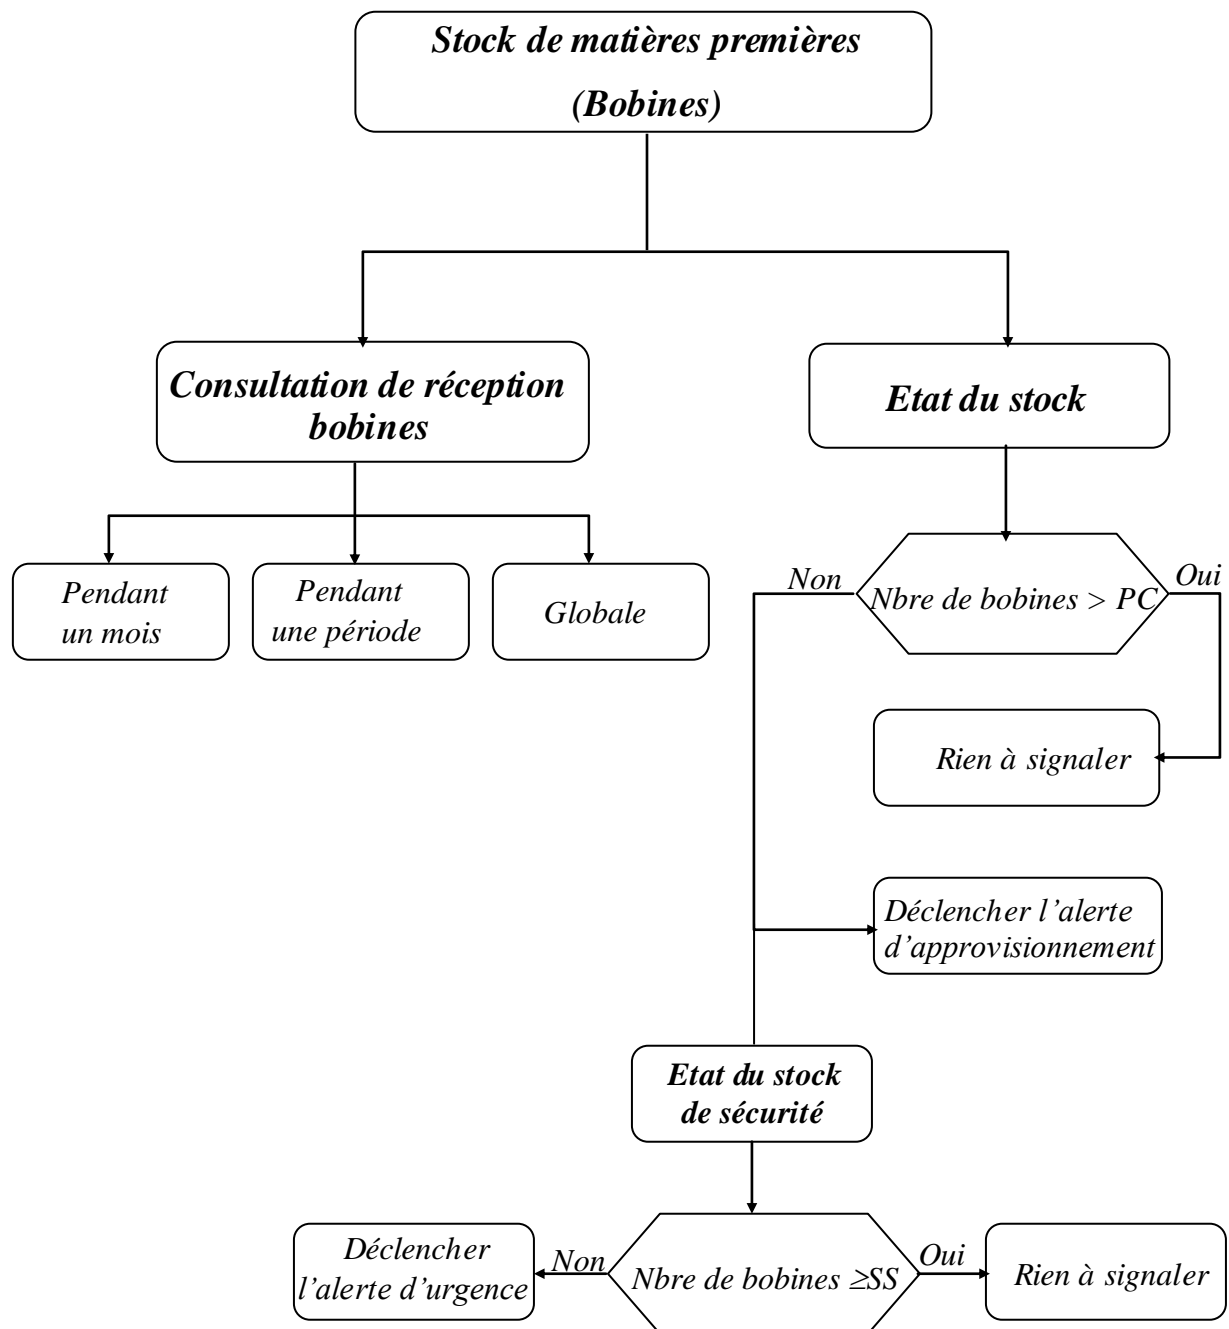 Stock de matières premières
(Bobines)
Consultation de réception
bobines
Etat du stock
Pendant
un mois
Pendant
une période
Globale
Non
Nbre de bobines > PC
Oui
Rien à signaler
Déclencher l’alerte
d’approvisionnement
Etat du stock
de sécurité
Déclencher
l’alerte d’urgence
Non
Nbre de bobines ≥SS
Oui
Rien à signaler